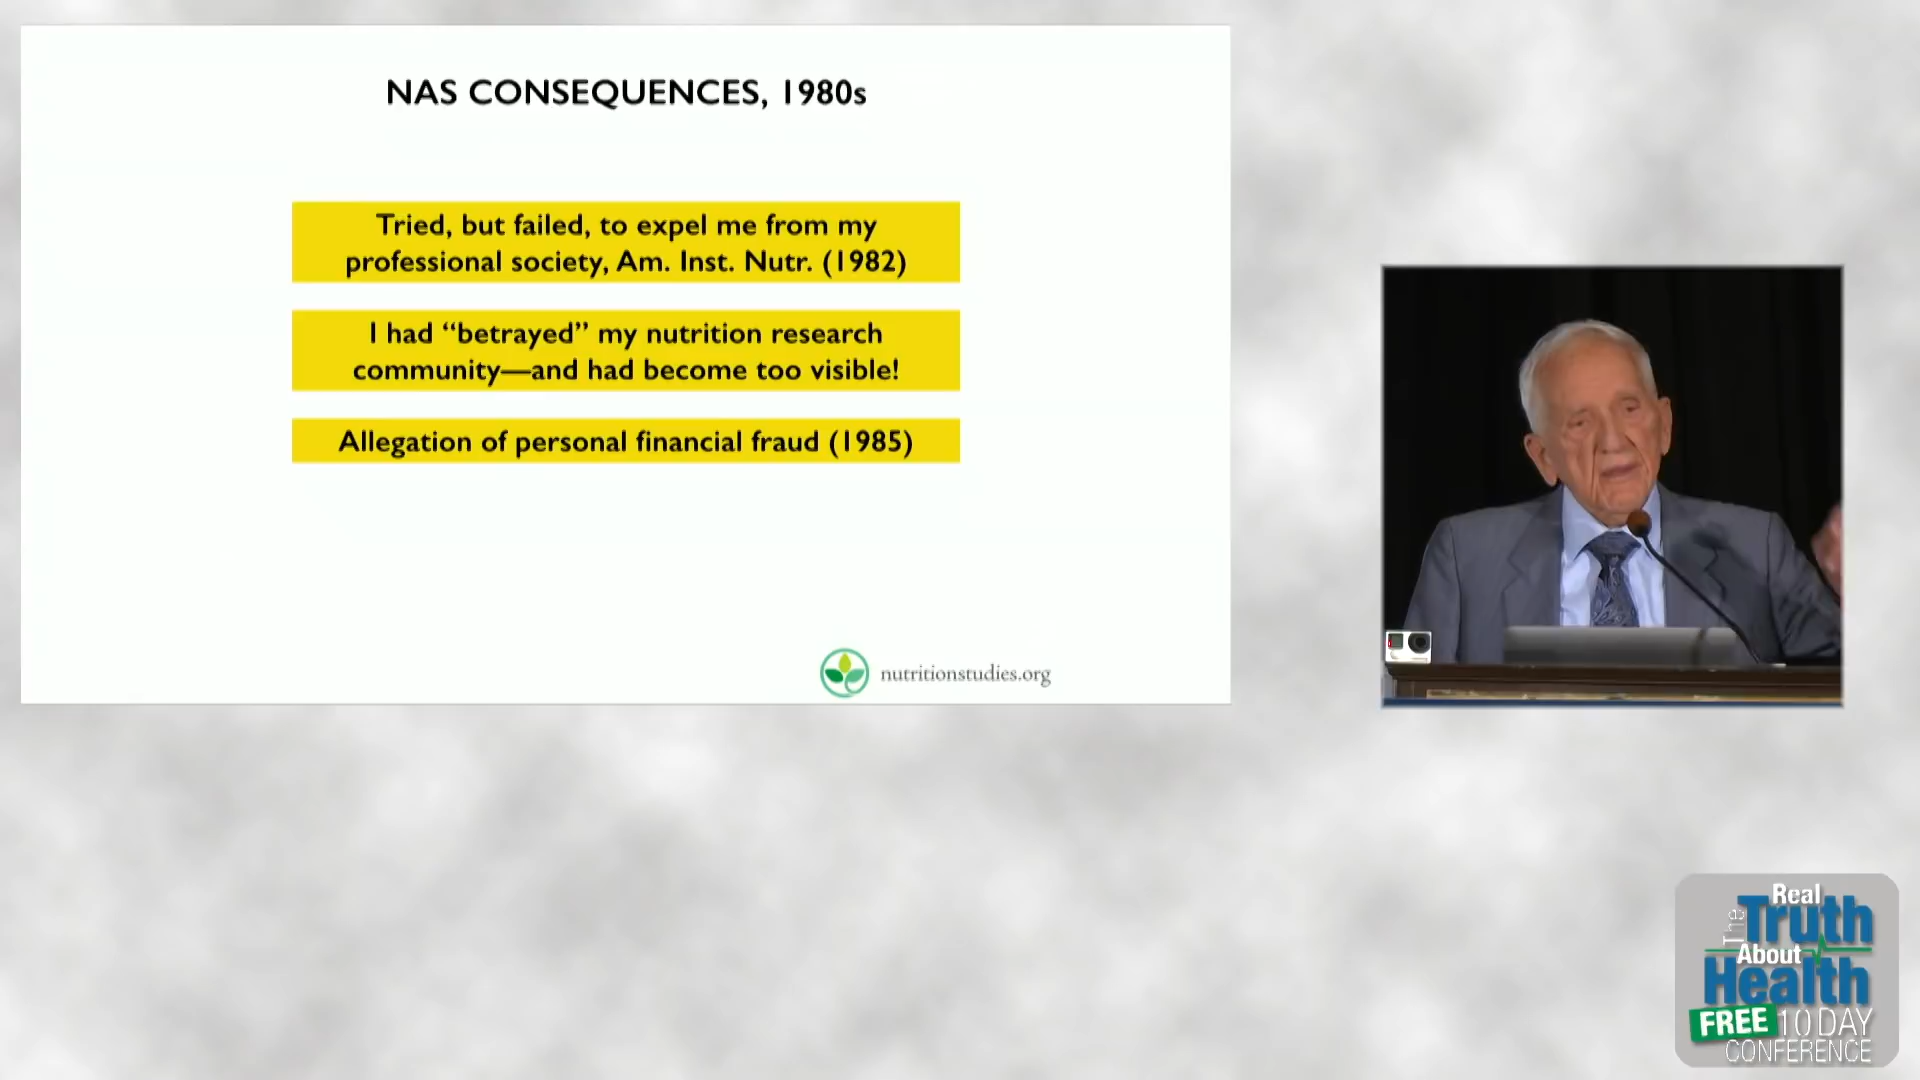 NAS CONSEQUENCES, 1980s
Tried, but failed, to expel me from my
professional society, Am. Inst. Nutr. (1982)
I had “betrayed” my nutrition research
community—and had become too visible!
Allegation of personal financial fraud (1985)
nutritionstudies.org
Real
The Truth
About
Health
FREE 10 DAY
CONFERENCE